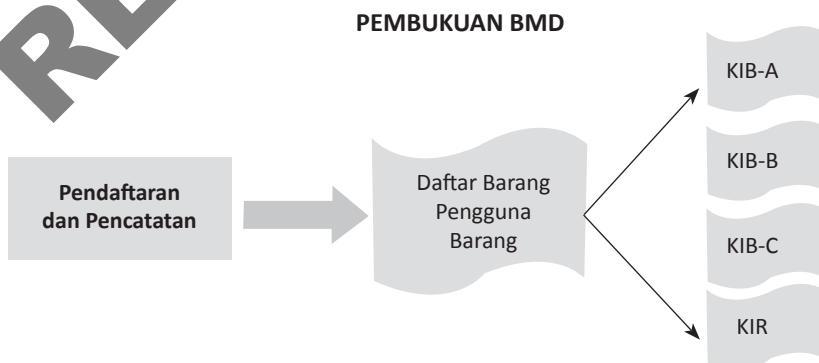 PEMBUKUAN BMD
Pendaftaran
dan Pencatatan
Daftar Barang
Pengguna
Barang
KIB-A
KIB-B
KIB-C
KIR